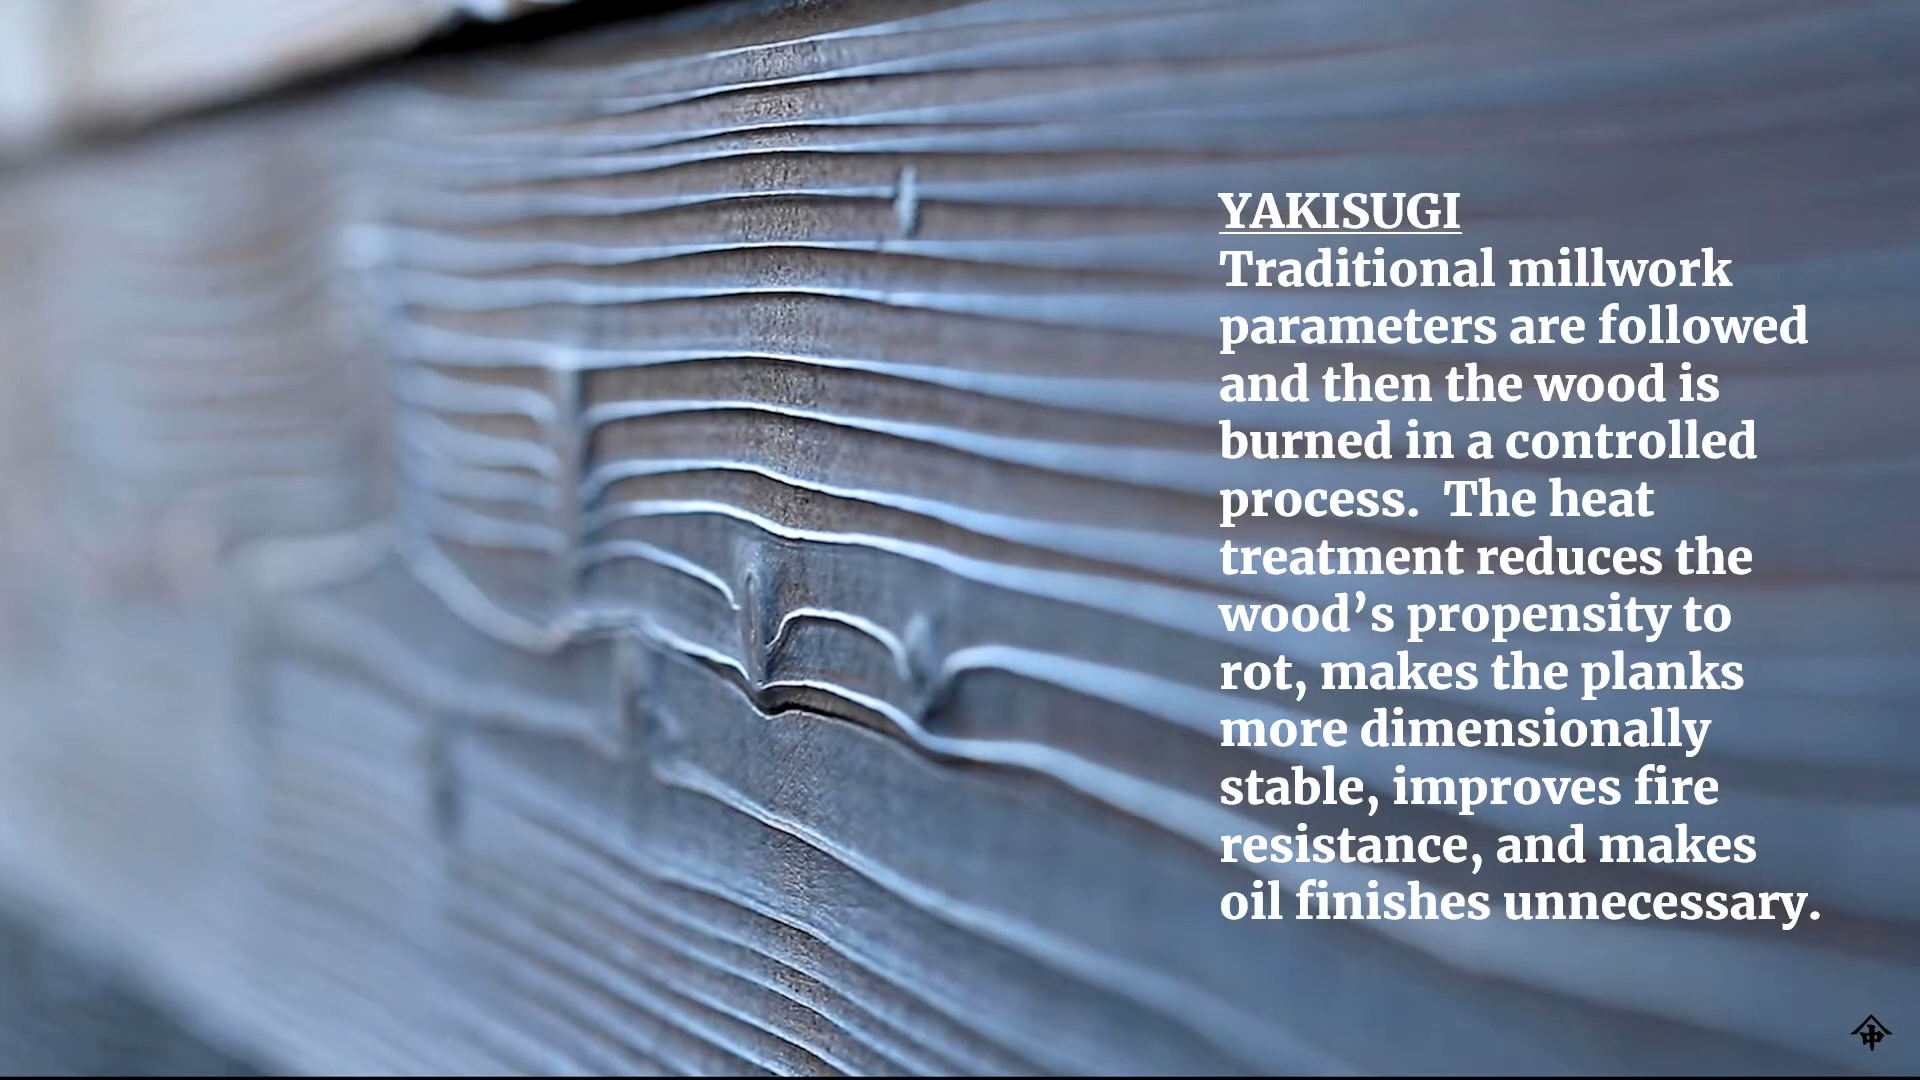 YAKISUGI
Traditional millwork
parameters are followed
and then the wood is
burned in a controlled
process.  The heat
treatment reduces the
wood’s propensity to
rot, makes the planks
more dimensionally
stable, improves fire
resistance, and makes
oil finishes unnecessary.